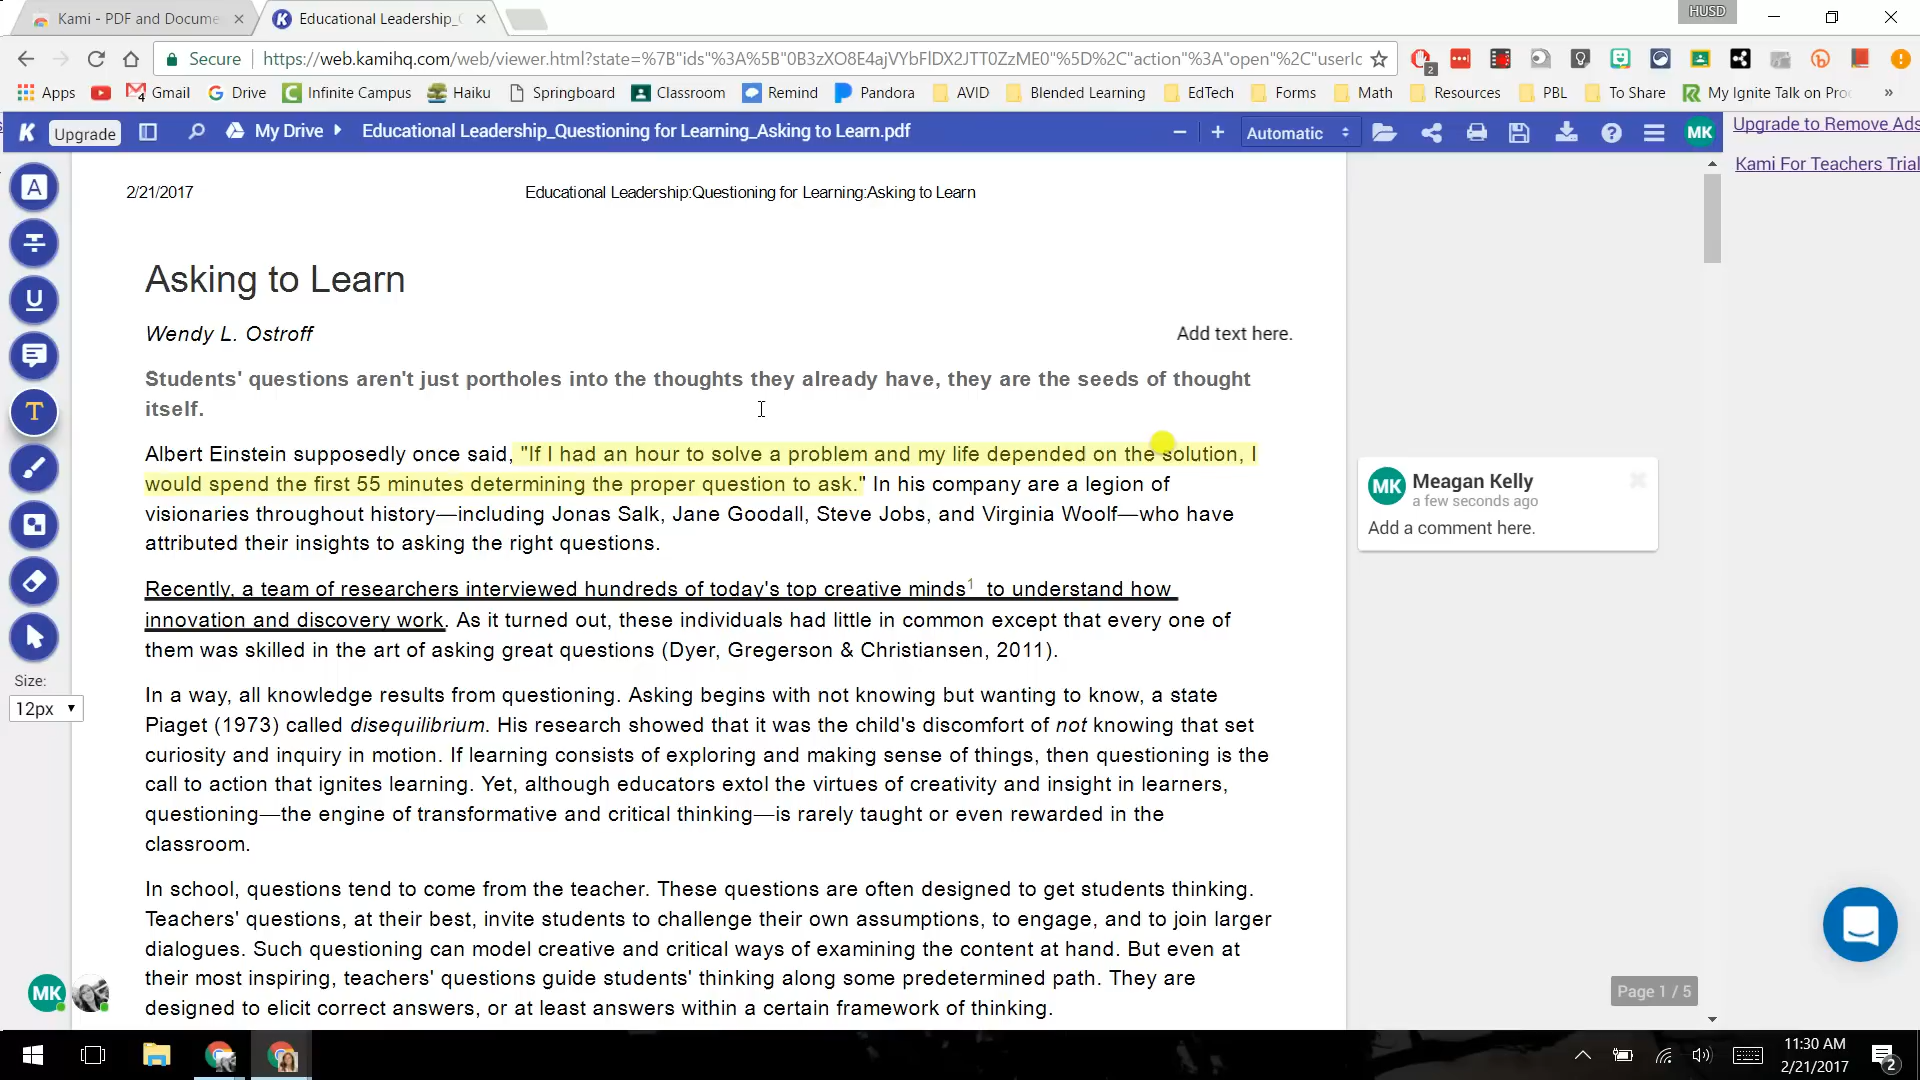 Kami - PDF and Docume
Educational Leadership_Q
HUSD
Secure
https://web.kamihq.com/web/viewer.html?state=%7B"ids"%3A%5B"0B3zXO8E4ajVYbFlDX2JTT0ZzME0"%5D%2C"action"%3A"open"%2C"userIc
2
Apps
4
Gmail
Drive
Infinite Campus
Haiku
Springboard
Classroom
Remind
Pandora
AVID
Blended Learning
EdTech
Forms
Math
Resources
PBL
To Share
My Ignite Talk on Pro
»
K
Upgrade
My Drive
Educational Leadership_Questioning for Learning_Asking to Learn.pdf
Automatic
MK
Upgrade to Remove Ads
Kami For Teachers Trial
A
U
T
Size:
12px
2/21/2017
Educational Leadership:Questioning for Learning:Asking to Learn
Asking to Learn
Wendy L. Ostroff
Add text here.
Students' questions aren't just portholes into the thoughts they already have, they are the seeds of thought
itself.
Albert Einstein supposedly once said, "If I had an hour to solve a problem and my life depended on the solution, I
would spend the first 55 minutes determining the proper question to ask." In his company are a legion of
visionaries throughout history—including Jonas Salk, Jane Goodall, Steve Jobs, and Virginia Woolf—who have
attributed their insights to asking the right questions.
Recently, a team of researchers interviewed hundreds of today's top creative minds1 to understand how
innovation and discovery work. As it turned out, these individuals had little in common except that every one of
them was skilled in the art of asking great questions (Dyer, Gregerson & Christiansen, 2011).
In a way, all knowledge results from questioning. Asking begins with not knowing but wanting to know, a state
Piaget (1973) called disequilibrium. His research showed that it was the child's discomfort of not knowing that set
curiosity and inquiry in motion. If learning consists of exploring and making sense of things, then questioning is the
call to action that ignites learning. Yet, although educators extol the virtues of creativity and insight in learners,
questioning—the engine of transformative and critical thinking—is rarely taught or even rewarded in the
classroom.
In school, questions tend to come from the teacher. These questions are often designed to get students thinking.
Teachers' questions, at their best, invite students to challenge their own assumptions, to engage, and to join larger
dialogues. Such questioning can model creative and critical ways of examining the content at hand. But even at
their most inspiring, teachers' questions guide students' thinking along some predetermined path. They are
designed to elicit correct answers, or at least answers within a certain framework of thinking.
MK
Meagan Kelly
a few seconds ago
Add a comment here.
MK
Page 1 / 5
11:30 AM
2/21/2017
2